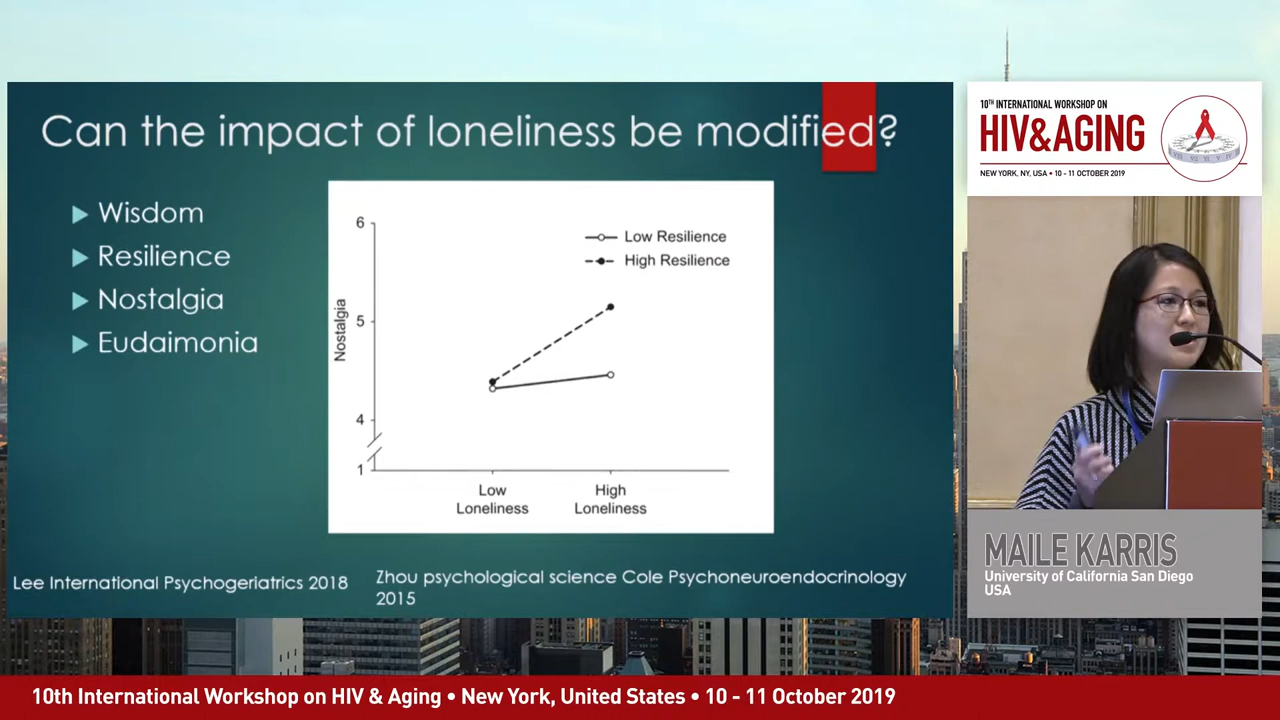 Can the impact of loneliness be modified?
Wisdom
Resilience
Nostalgia
Eudaimonia
6
5
4
1
Nostalgia
Low Resilience
High Resilience
Low
Loneliness
High
Loneliness
Lee International Psychogeriatrics 2018
Zhou psychological science Cole Psychoneuroendocrinology
2015
10TH INTERNATIONAL WORKSHOP ON
HIV&AGING
NEW YORK, NY, USA • 10 - 11 OCTOBER 2019
MAILE KARRIS
University of California San Diego
USA
10th International Workshop on HIV & Aging • New York, United States • 10 - 11 October 2019